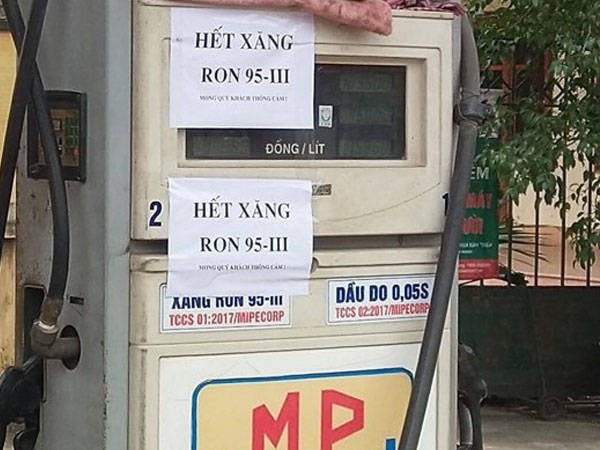 HẾT XĂNG
RON 95-III
MONG QUÝ KHÁCH THÔNG CẢM !
ĐỒNG / LÍT
2
1
HẾT XĂNG
RON 95-III
MONG QUÝ KHÁCH THÔNG CẢM !
XĂNG RON 95-III
TCCS 01:2017/MIPECORP
DẦU DO 0,05S
TCCS 02:2017/MIPECORP
MP